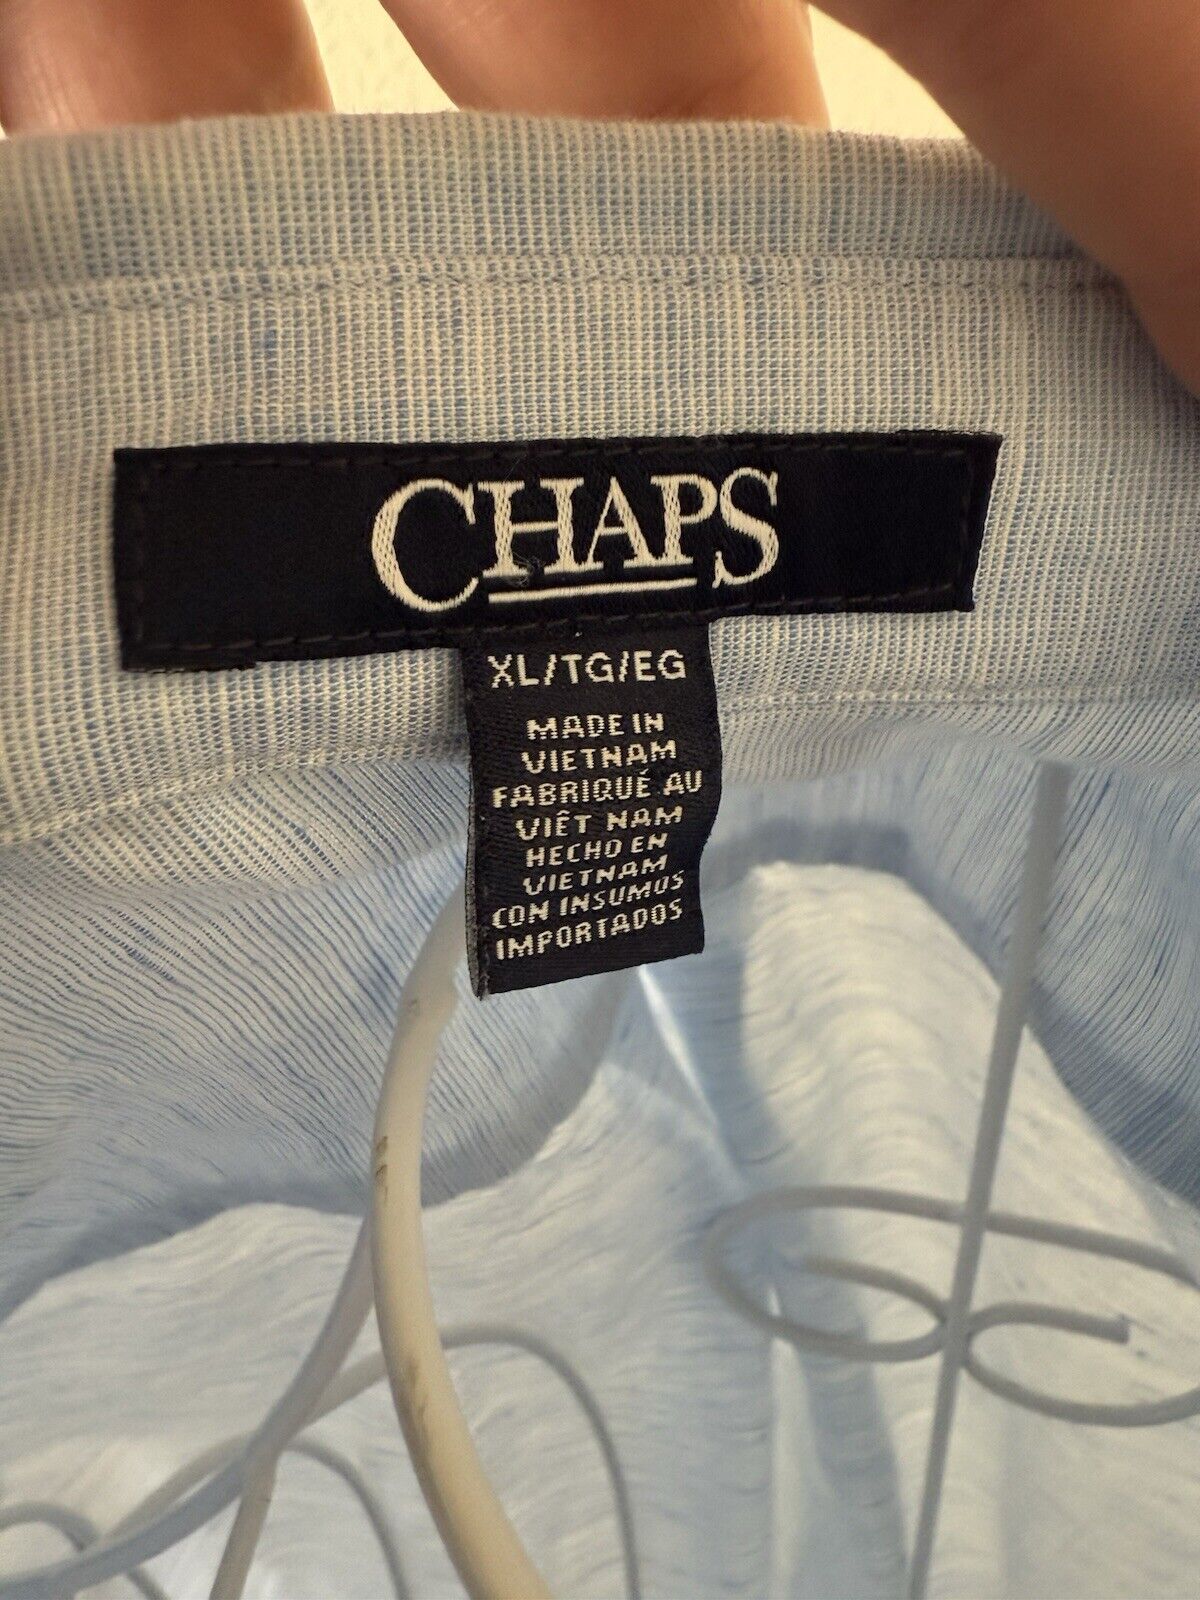 CHAPS
XL/TG/EG
MADE IN
VIETNAM
FABRIQUÉ AU
VIÊT NAM
HECHO EN
VIETNAM
CON INSUMOS
IMPORTADOS